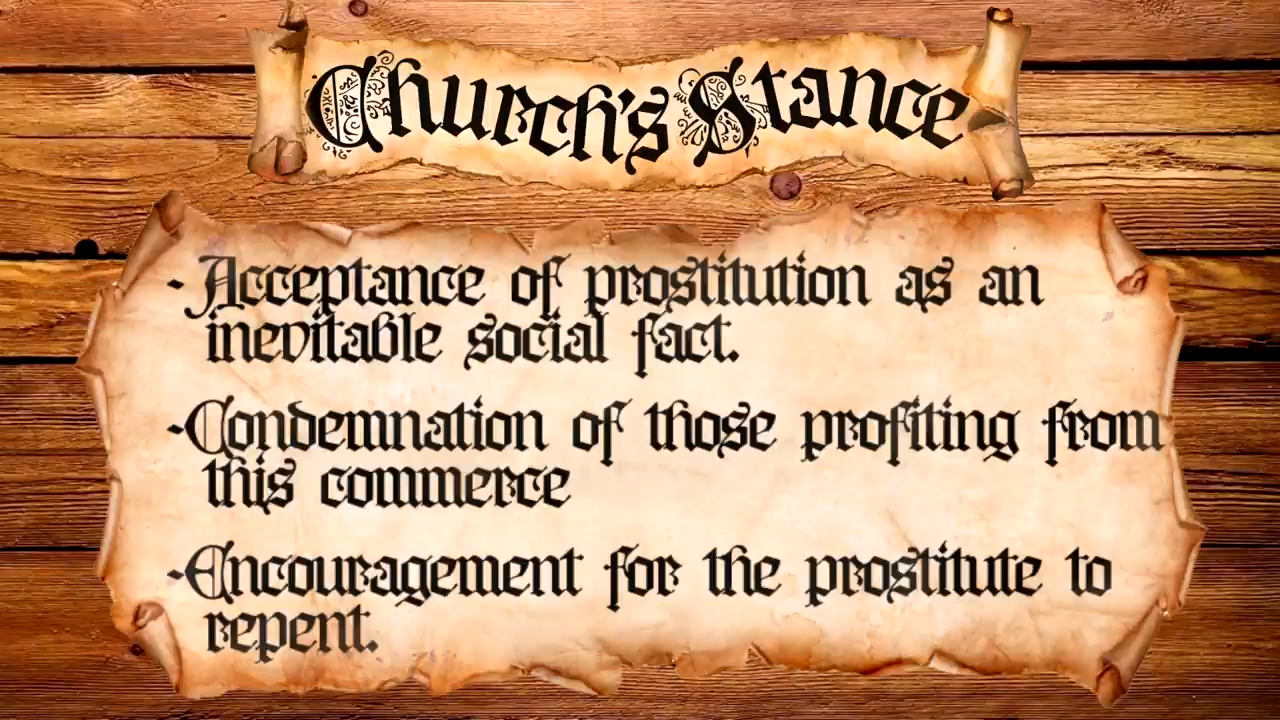 Church's Stance
- Acceptance of prostitution as an
inevitable social fact.
-Condemnation of those profiting from
this commerce
-Encouragement for the prostitute to
repent.